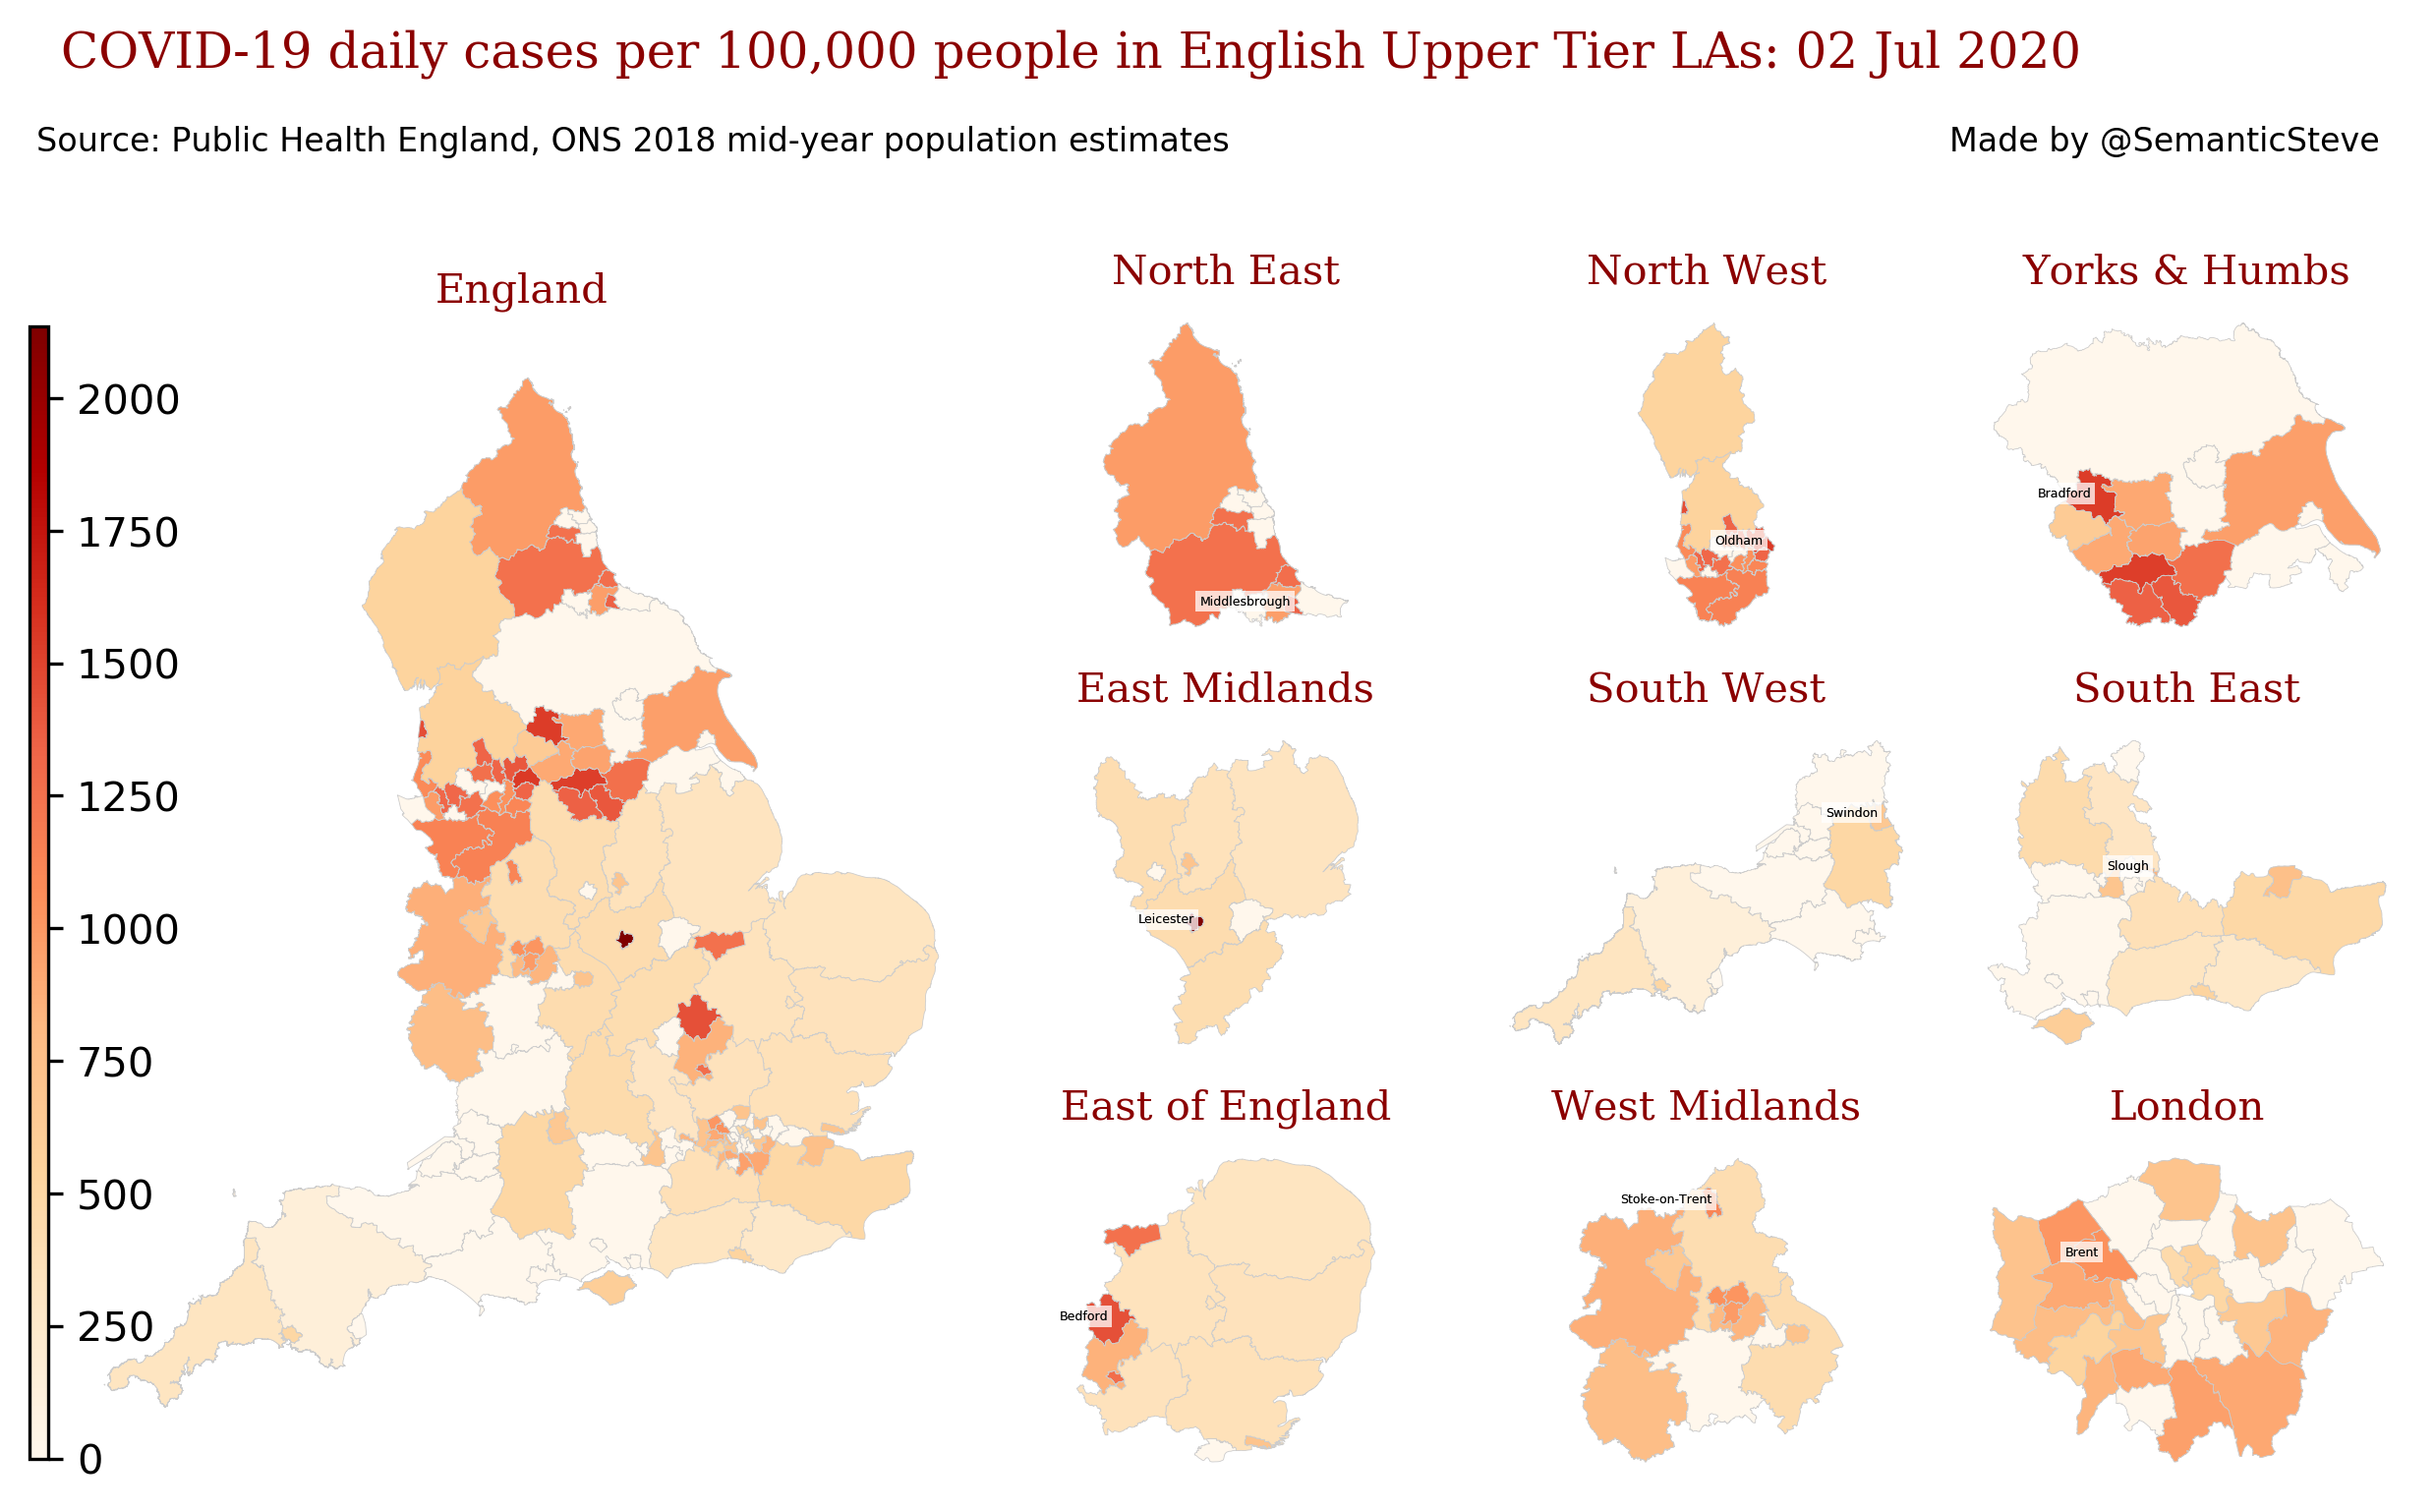 COVID-19 daily cases per 100,000 people in English Upper Tier LAs: 02 Jul 2020
Source: Public Health England, ONS 2018 mid-year population estimates
Made by @SemanticSteve
England
2000
1750
1500
1250
1000
750
500
250
0
North East
Middlesbrough
North West
Oldham
Yorks & Humbs
Bradford
East Midlands
Leicester
South West
Swindon
South East
Slough
East of England
Bedford
West Midlands
Stoke-on-Trent
London
Brent